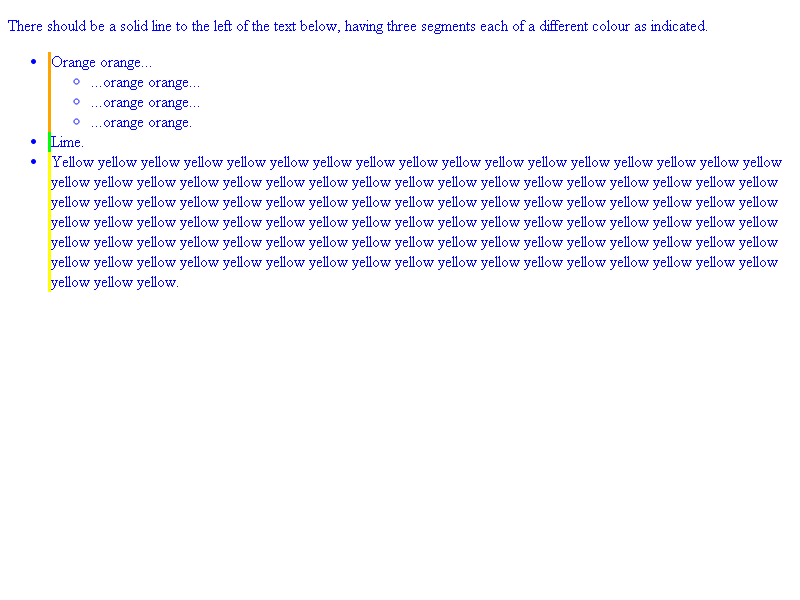 There should be a solid line to the left of the text below, having three segments each of a different colour as indicated.
Orange orange...
...orange orange...
...orange orange...
...orange orange.
Lime.
Yellow yellow yellow yellow yellow yellow yellow yellow yellow yellow yellow yellow yellow yellow yellow yellow yellow
yellow yellow yellow yellow yellow yellow yellow yellow yellow yellow yellow yellow yellow yellow yellow yellow yellow
yellow yellow yellow yellow yellow yellow yellow yellow yellow yellow yellow yellow yellow yellow yellow yellow yellow
yellow yellow yellow yellow yellow yellow yellow yellow yellow yellow yellow yellow yellow yellow yellow yellow yellow
yellow yellow yellow yellow yellow yellow yellow yellow yellow yellow yellow yellow yellow yellow yellow yellow yellow
yellow yellow yellow yellow yellow yellow yellow yellow yellow yellow yellow yellow yellow yellow yellow yellow yellow
yellow yellow yellow.